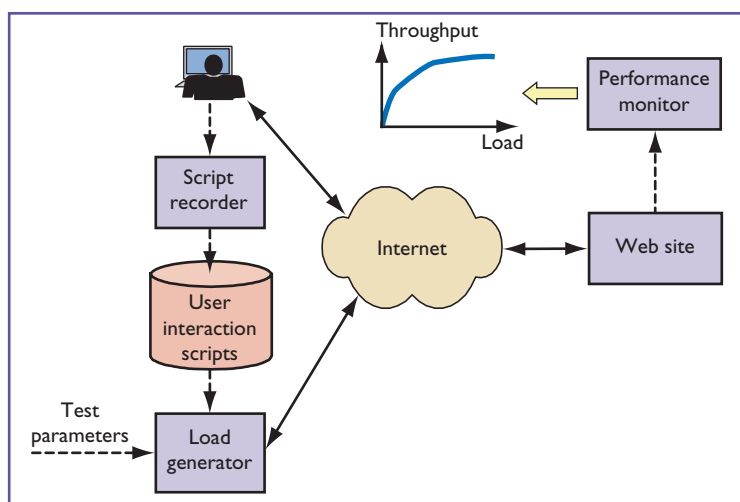 Throughput
Load
Performance
monitor
Script
recorder
Internet
Web site
User
interaction
scripts
Test
parameters
Load
generator